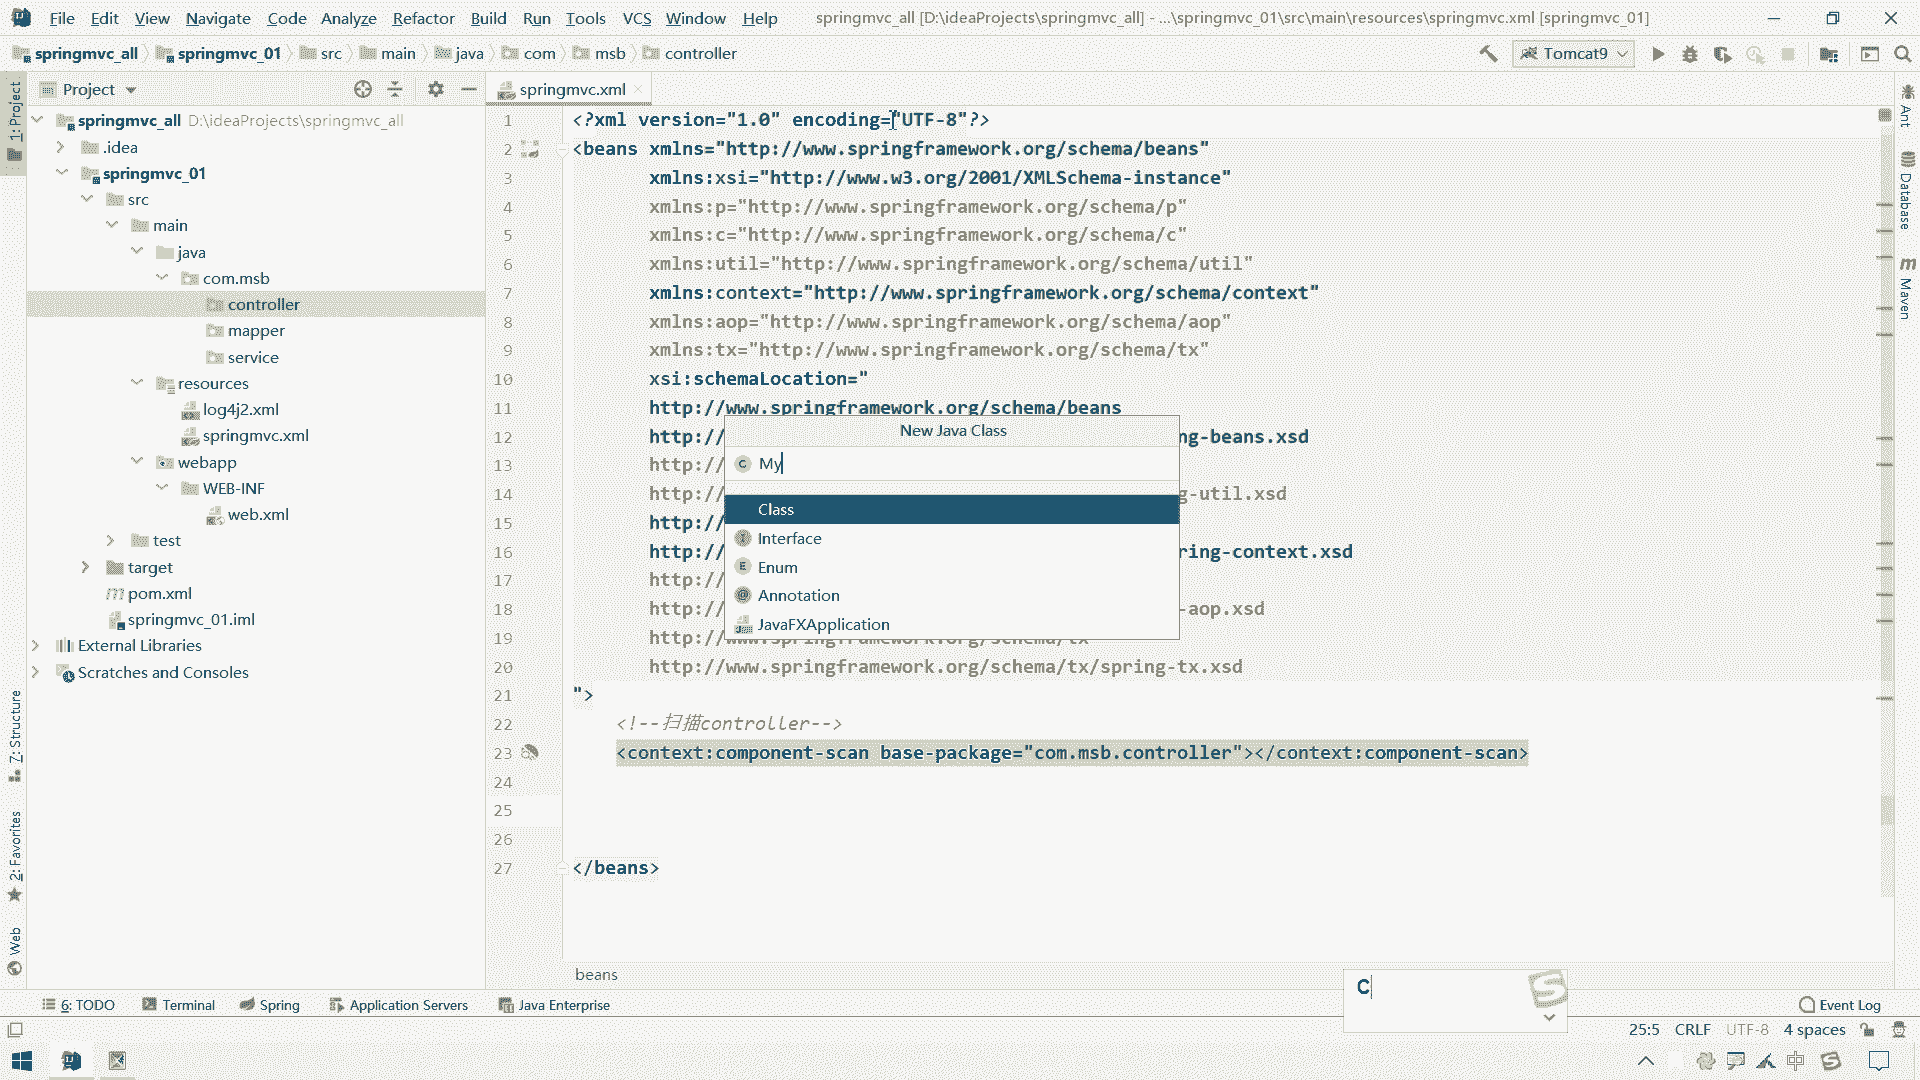 File Edit View Navigate Code Analyze Refactor Build Run Tools VCS Window Help springmvc_all [D:\ideaProjects\springmvc_all] - ...\springmvc_01\src\main\resources\springmvc.xml [springmvc_01]
springmvc_all springmvc_01 src main java com msb controller Tomcat9
Project springmvc.xml
1: Project
springmvc_all D:\ideaProjects\springmvc_all
.idea
springmvc_01
src
main
java
com.msb
controller
mapper
service
resources
log4j2.xml
springmvc.xml
webapp
WEB-INF
web.xml
test
target
pom.xml
springmvc_01.iml
External Libraries
Scratches and Consoles
7: Structure
2: Favorites
Web
1 <?xml version="1.0" encoding="UTF-8"?>
2 <beans xmlns="http://www.springframework.org/schema/beans"
3 xmlns:xsi="http://www.w3.org/2001/XMLSchema-instance"
4 xmlns:p="http://www.springframework.org/schema/p"
5 xmlns:c="http://www.springframework.org/schema/c"
6 xmlns:util="http://www.springframework.org/schema/util"
7 xmlns:context="http://www.springframework.org/schema/context"
8 xmlns:aop="http://www.springframework.org/schema/aop"
9 xmlns:tx="http://www.springframework.org/schema/tx"
10 xsi:schemaLocation="
11 http://www.springframework.org/schema/beans
12 http:// ng-beans.xsd
13 http://
14 http:// g-util.xsd
15 http://
16 http:// ring-context.xsd
17 http://
18 http:// -aop.xsd
19 http://www.springframework.org/schema/tx
20 http://www.springframework.org/schema/tx/spring-tx.xsd
21 ">
22 <!--扫描controller-->
23 <context:component-scan base-package="com.msb.controller"></context:component-scan>
24
25
26
27 </beans>
New Java Class
My
Class
Interface
Enum
Annotation
JavaFXApplication
Ant
Database
Maven
beans
C
6: TODO Terminal Spring Application Servers Java Enterprise Event Log
25:5 CRLF UTF-8 4 spaces
中